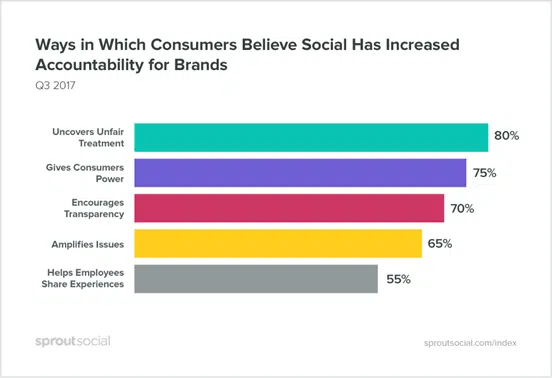 Ways in Which Consumers Believe Social Has Increased
Accountability for Brands
Q3 2017
Uncovers Unfair
Treatment
80%
Gives Consumers
Power
75%
Encourages
Transparency
70%
Amplifies Issues
65%
Helps Employees
Share Experiences
55%
sproutsocial
sproutsocial.com/index